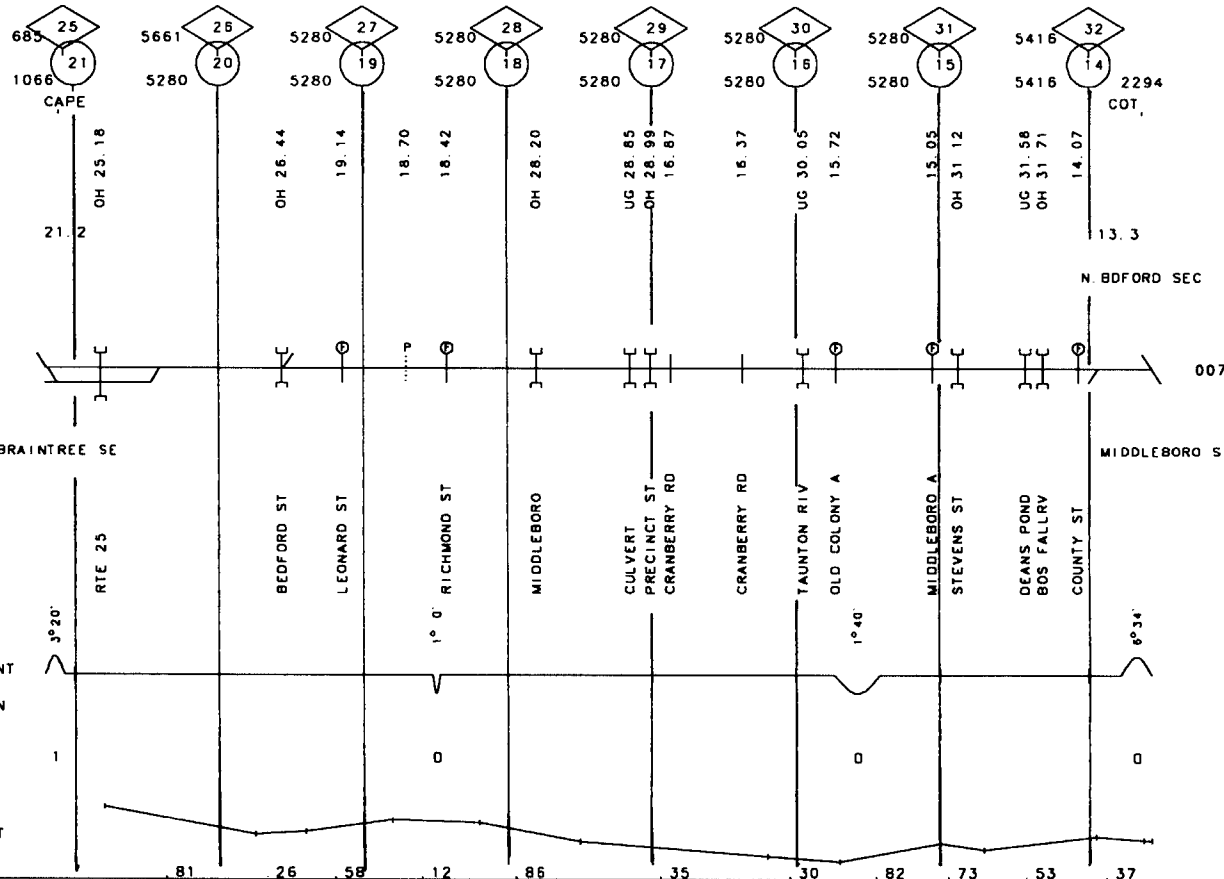 25 26 27 28 29 30 31 32
685 5661 5280 5280 5280 5280 5280 5416
21 20 19 18 17 16 15 14
1066 5280 5280 5280 5280 5280 5280 5416 2294
CAPE COT,
OH 25.18
OH 26.44
19.14
18.70
18.42
OH 28.20
UG 28.85
OH 28.99
16.87
16.37
UG 30.05
15.72
15.05
OH 31 12
UG 31.58
OH 31 71
14.07
21.2 13.3
N. BDFORD SEC
F P F F F F
007
BRAINTREE SE MIDDLEBORO S
RTE 25
BEDFORD ST
LEONARD ST
RICHMOND ST
MIDDLEBORO
CULVERT
PRECINCT ST
CRANBERRY RD
CRANBERRY RD
TAUNTON RIV
OLD COLONY A
MIDDLEBORO A
STEVENS ST
DEANS POND
BOS FALLRV
COUNTY ST
3°20' 1° 0' 1°40' 6°34'
NT
N
1 0 0 0
T
.81 .26 .58 .12 .86 .35 .30 .82 .73 .53 .37